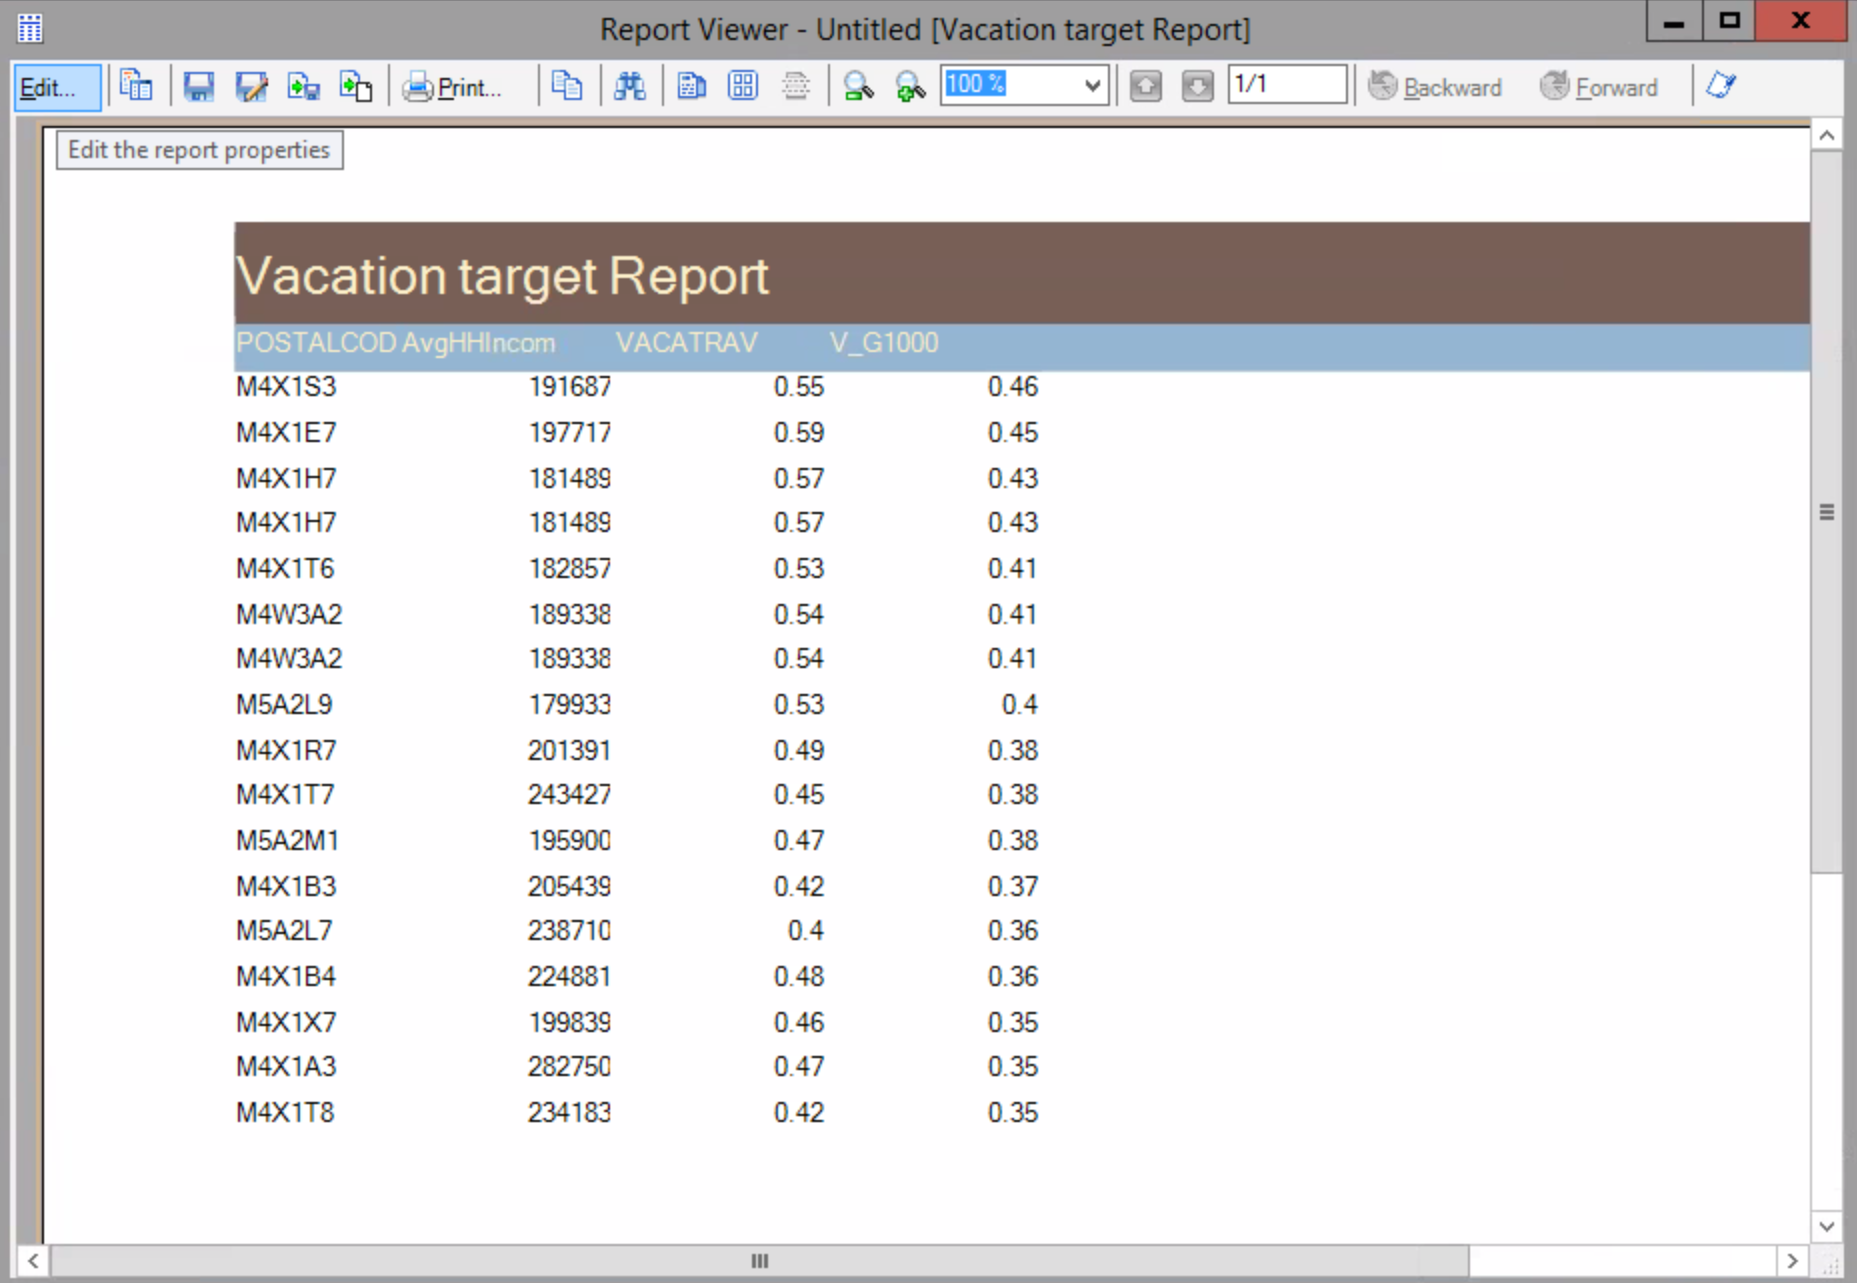 Report Viewer - Untitled [Vacation target Report]
Edit... Print... 100 % 1/1 Backward Forward
Edit the report properties
Vacation target Report
POSTALCOD AvgHHIncom VACATRAV V_G1000
M4X1S3 191687 0.55 0.46
M4X1E7 197717 0.59 0.45
M4X1H7 181489 0.57 0.43
M4X1H7 181489 0.57 0.43
M4X1T6 182857 0.53 0.41
M4W3A2 189338 0.54 0.41
M4W3A2 189338 0.54 0.41
M5A2L9 179933 0.53 0.4
M4X1R7 201391 0.49 0.38
M4X1T7 243427 0.45 0.38
M5A2M1 195900 0.47 0.38
M4X1B3 205439 0.42 0.37
M5A2L7 238710 0.4 0.36
M4X1B4 224881 0.48 0.36
M4X1X7 199839 0.46 0.35
M4X1A3 282750 0.47 0.35
M4X1T8 234183 0.42 0.35